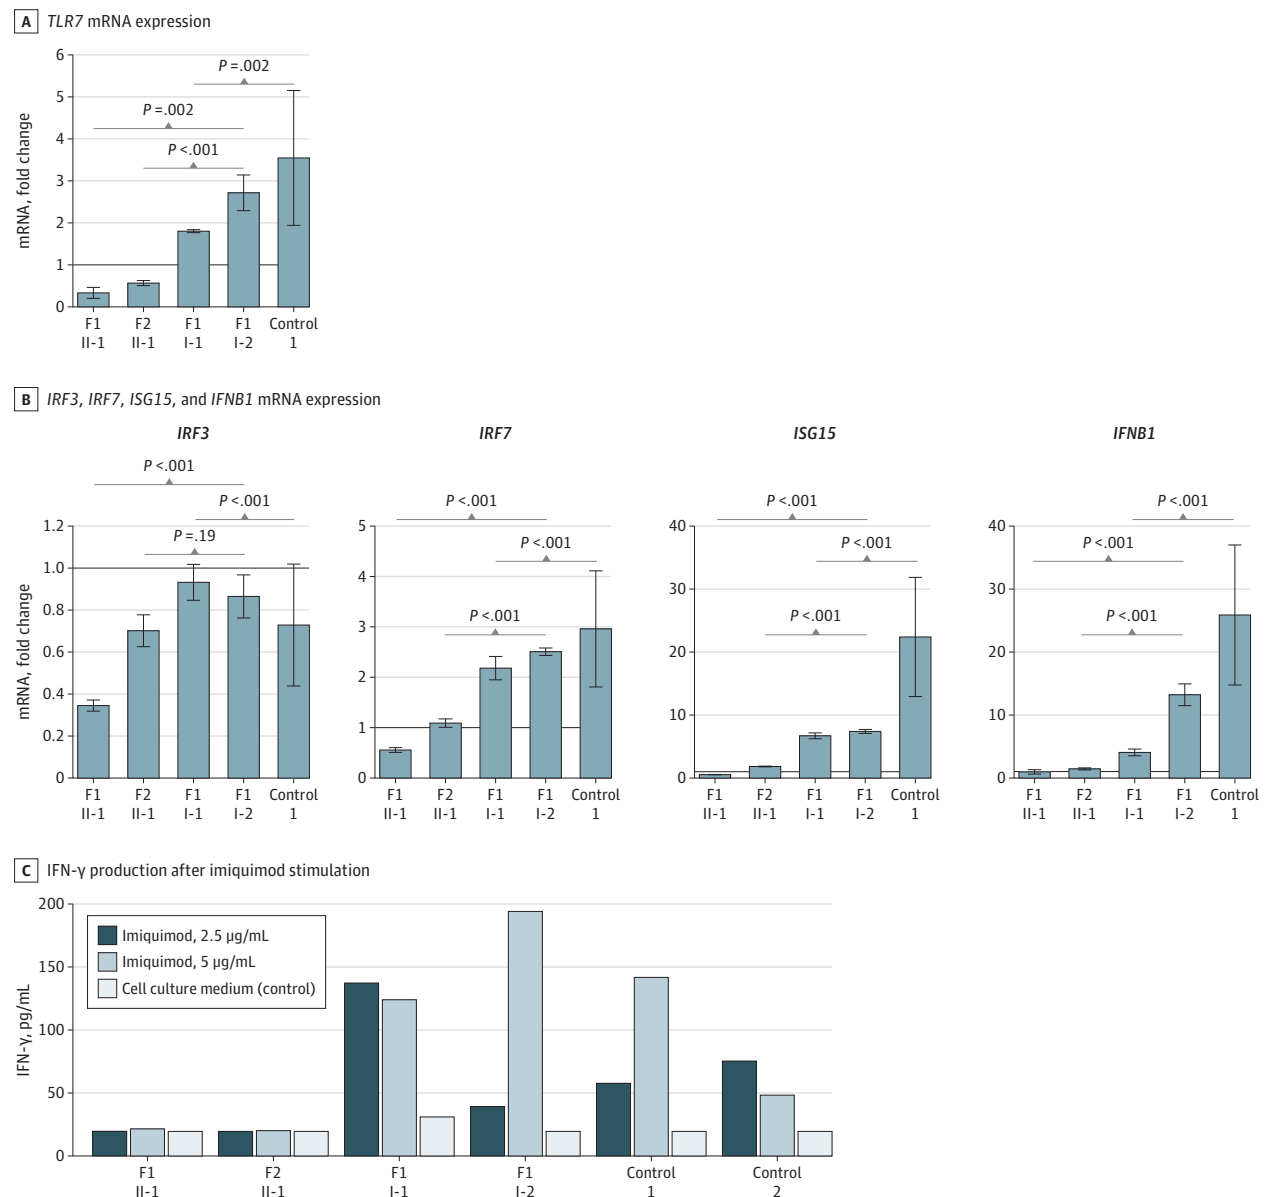 A TLR7 mRNA expression
6
5
4
3
2
1
0
mRNA, fold change
P = .002
P = .002
P <.001
F1 II-1
F2 II-1
F1 I-1
F1 I-2
Control 1
B IRF3, IRF7, ISG15, and IFNB1 mRNA expression
IRF3
P <.001
P <.001
P = .19
1.2
1.0
0.8
0.6
0.4
0.2
0
mRNA, fold change
F1 II-1
F2 II-1
F1 I-1
F1 I-2
Control 1
IRF7
P <.001
P <.001
P <.001
5
4
3
2
1
0
F1 II-1
F2 II-1
F1 I-1
F1 I-2
Control 1
ISG15
P <.001
P <.001
P <.001
40
30
20
10
0
F1 II-1
F2 II-1
F1 I-1
F1 I-2
Control 1
IFNB1
P <.001
P <.001
P <.001
40
30
20
10
0
F1 II-1
F2 II-1
F1 I-1
F1 I-2
Control 1
C IFN-γ production after imiquimod stimulation
200
150
100
50
0
IFN-γ, pg/mL
Imiquimod, 2.5 μg/mL
Imiquimod, 5 μg/mL
Cell culture medium (control)
F1 II-1
F2 II-1
F1 I-1
F1 I-2
Control 1
Control 2